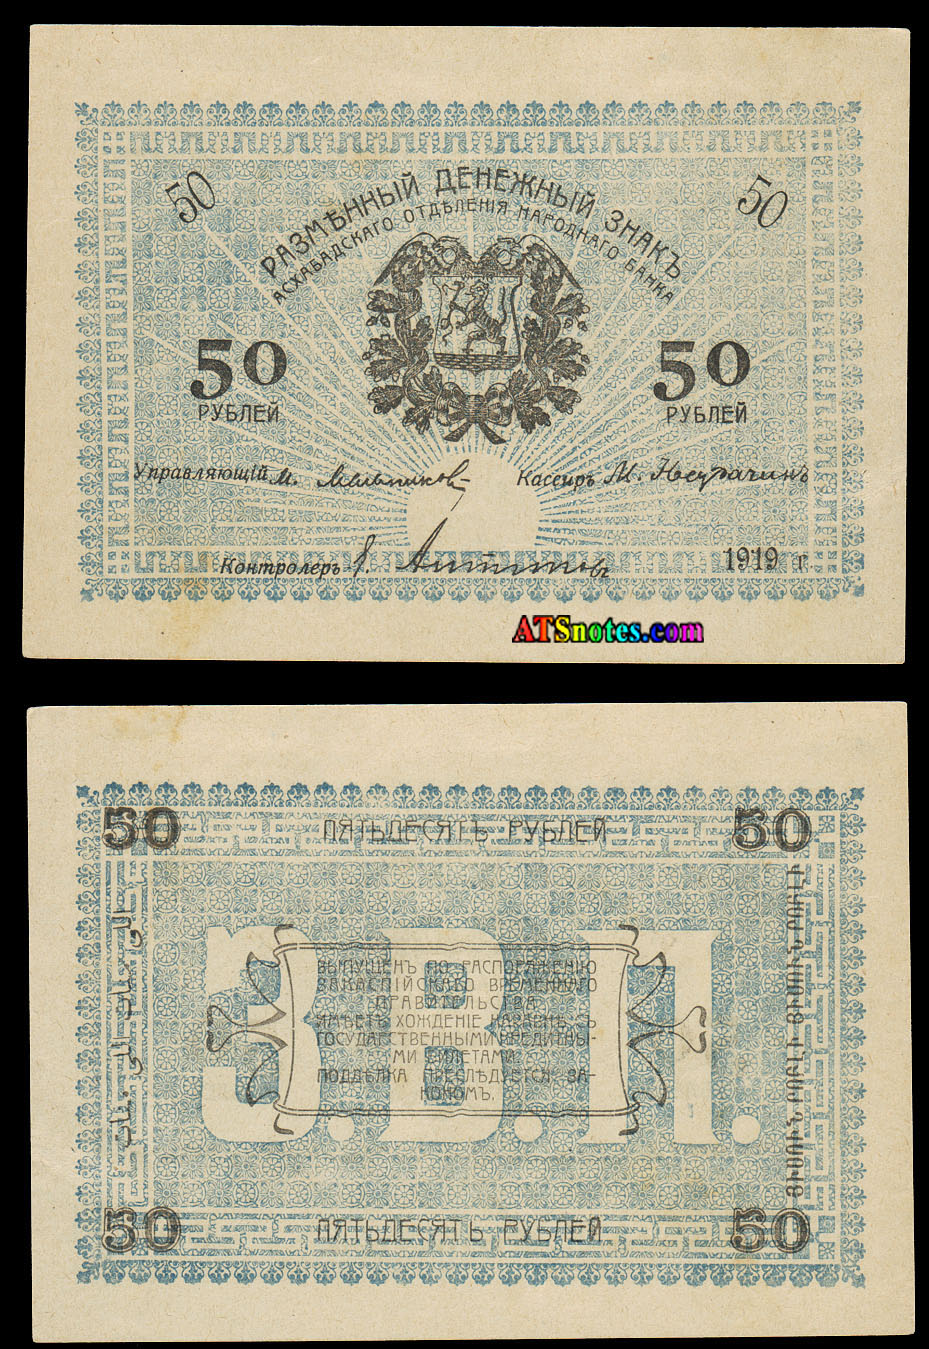 50
50
РАЗМѢННЫЙ ДЕНЕЖНЫЙ ЗНАКЪ
АСХАБАДСКАГО ОТДѢЛЕНІЯ НАРОДНАГО БАНКА
50
РУБЛЕЙ
50
РУБЛЕЙ
Управляющій М.
Кассиръ М.
Контролеръ
1919 г
ATSnotes.com
50
ПЯТЬДЕСЯТЬ РУБЛЕЙ
50
З.В.П.
ВЫПУЩЕНЪ ПО РАСПОРЯЖЕНІЮ
ЗАКАСПІЙСКАГО ВРЕМЕННАГО
ПРАВИТЕЛЬСТВА
ИМѢЕТЪ ХОЖДЕНІЕ НАРАВНѢ СЪ
ГОСУДАРСТВЕННЫМИ КРЕДИТНЫ-
МИ БИЛЕТАМИ.
ПОДДѢЛКА ПРЕСЛѢДУЕТСЯ ЗА-
КОНОМЪ.
50
ПЯТЬДЕСЯТЬ РУБЛЕЙ
50